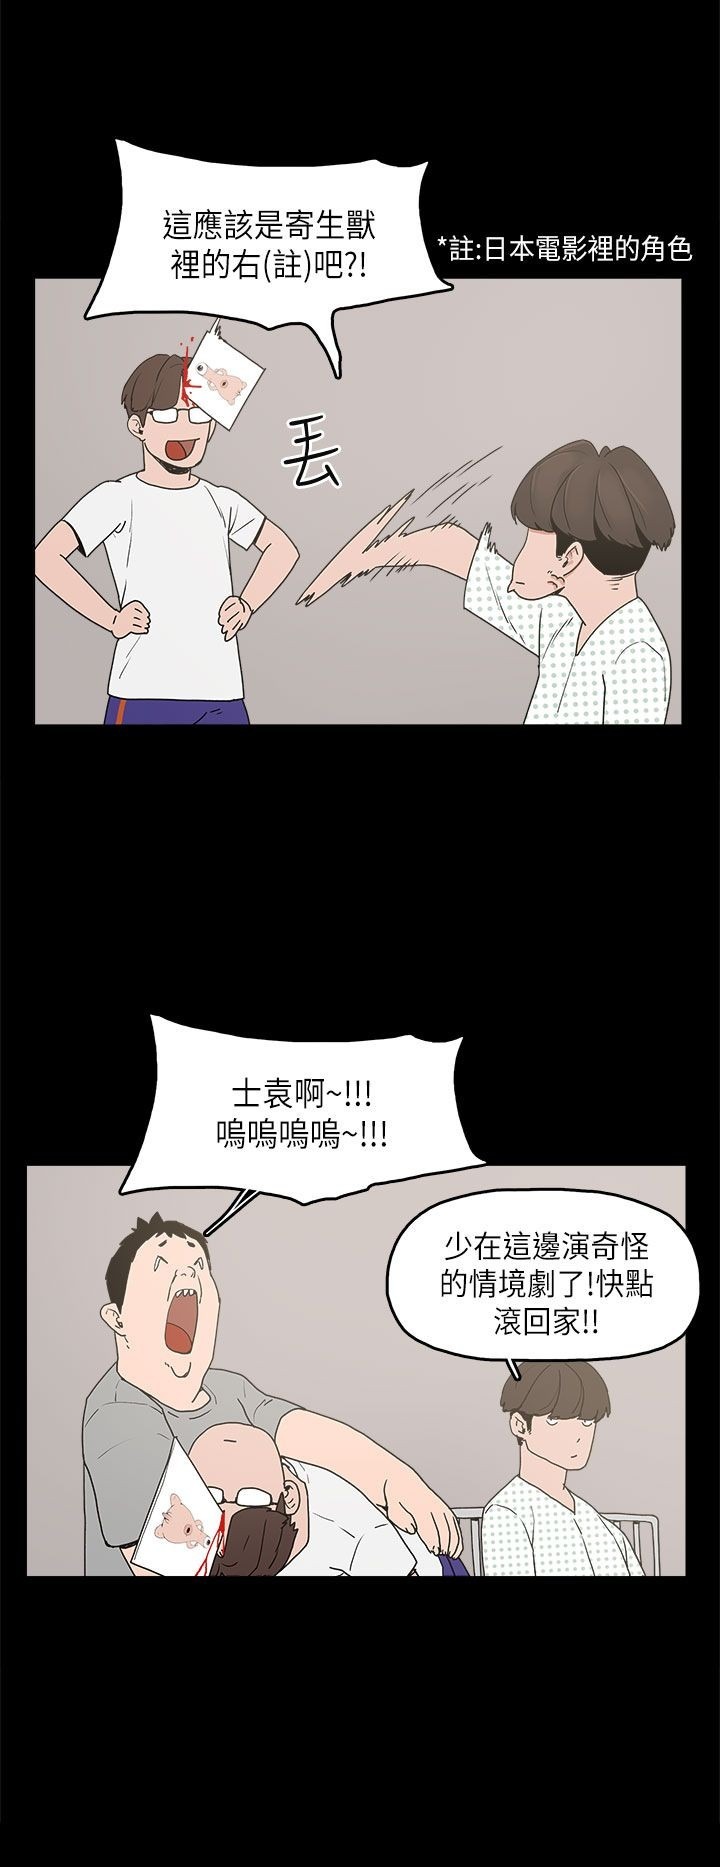 這應該是寄生獸
裡的右(註)吧?!
*註:日本電影裡的角色
丟
士袁啊~!!!
嗚嗚嗚嗚~!!!
少在這邊演奇怪
的情境劇了!快點
滾回家!!